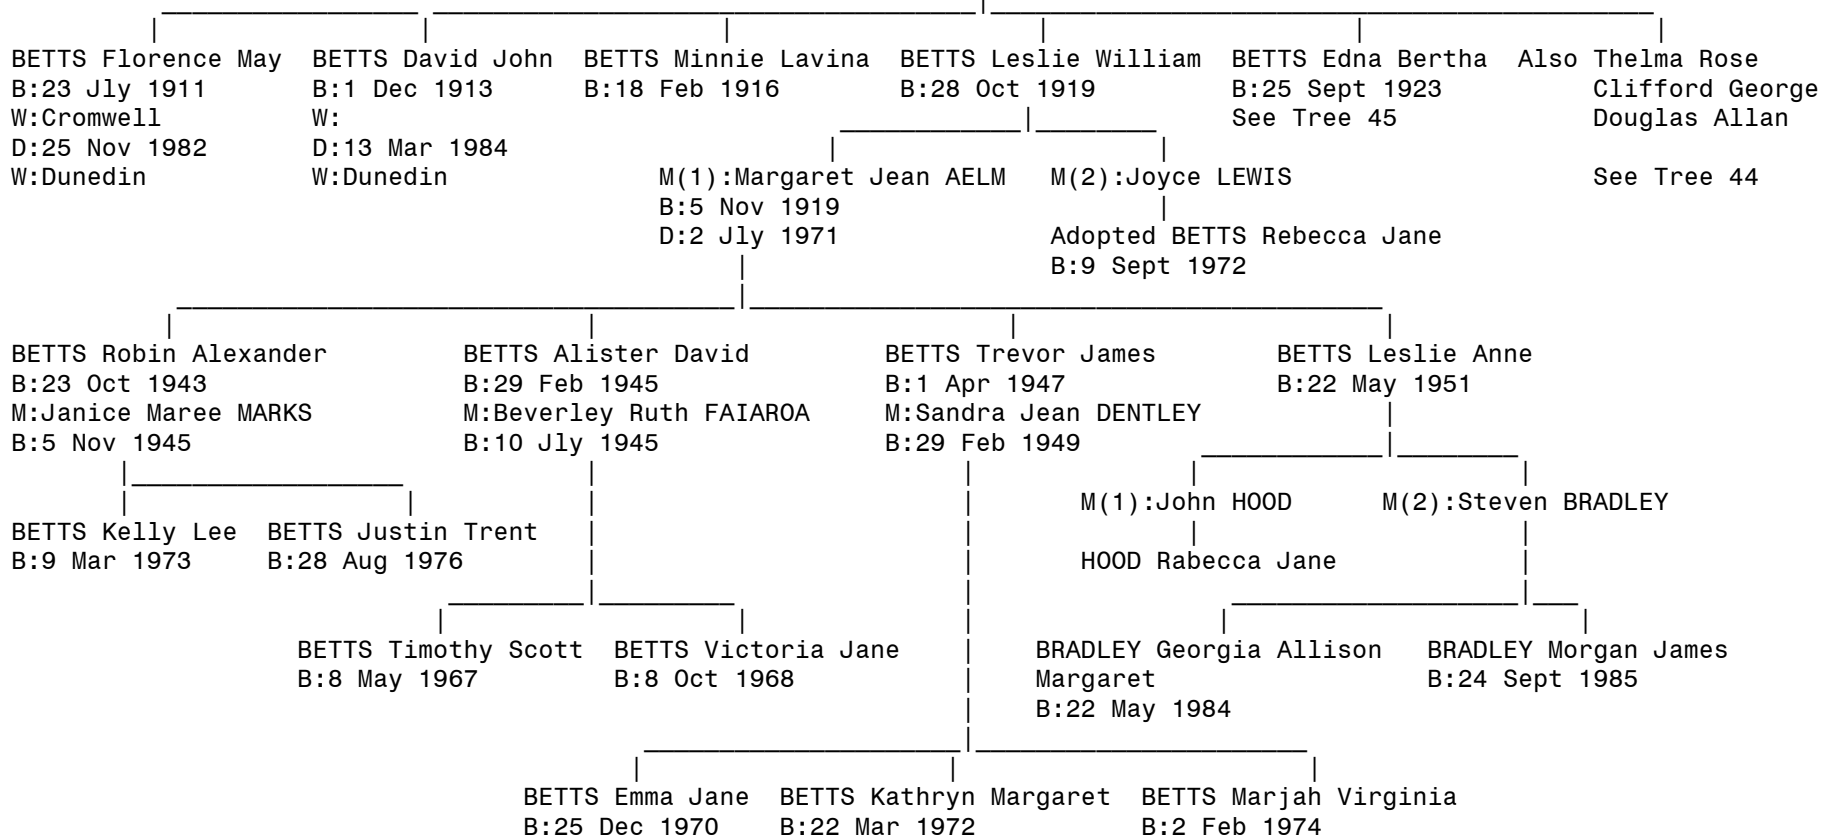 BETTS Florence May  BETTS David John  BETTS Minnie Lavina  BETTS Leslie William  BETTS Edna Bertha  Also Thelma Rose
B:23 Jly 1911  B:1 Dec 1913  B:18 Feb 1916  B:28 Oct 1919  B:25 Sept 1923  Clifford George
W:Cromwell  W:  See Tree 45  Douglas Allan
D:25 Nov 1982  D:13 Mar 1984
W:Dunedin  W:Dunedin  M(1):Margaret Jean AELM  M(2):Joyce LEWIS  See Tree 44
B:5 Nov 1919
D:2 Jly 1971  Adopted BETTS Rebecca Jane
B:9 Sept 1972
BETTS Robin Alexander  BETTS Alister David  BETTS Trevor James  BETTS Leslie Anne
B:23 Oct 1943  B:29 Feb 1945  B:1 Apr 1947  B:22 May 1951
M:Janice Maree MARKS  M:Beverley Ruth FAIAROA  M:Sandra Jean DENTLEY
B:5 Nov 1945  B:10 Jly 1945  B:29 Feb 1949
M(1):John HOOD  M(2):Steven BRADLEY
BETTS Kelly Lee  BETTS Justin Trent
B:9 Mar 1973  B:28 Aug 1976  HOOD Rabecca Jane
BETTS Timothy Scott  BETTS Victoria Jane  BRADLEY Georgia Allison  BRADLEY Morgan James
B:8 May 1967  B:8 Oct 1968  Margaret  B:24 Sept 1985
B:22 May 1984
BETTS Emma Jane  BETTS Kathryn Margaret  BETTS Marjah Virginia
B:25 Dec 1970  B:22 Mar 1972  B:2 Feb 1974